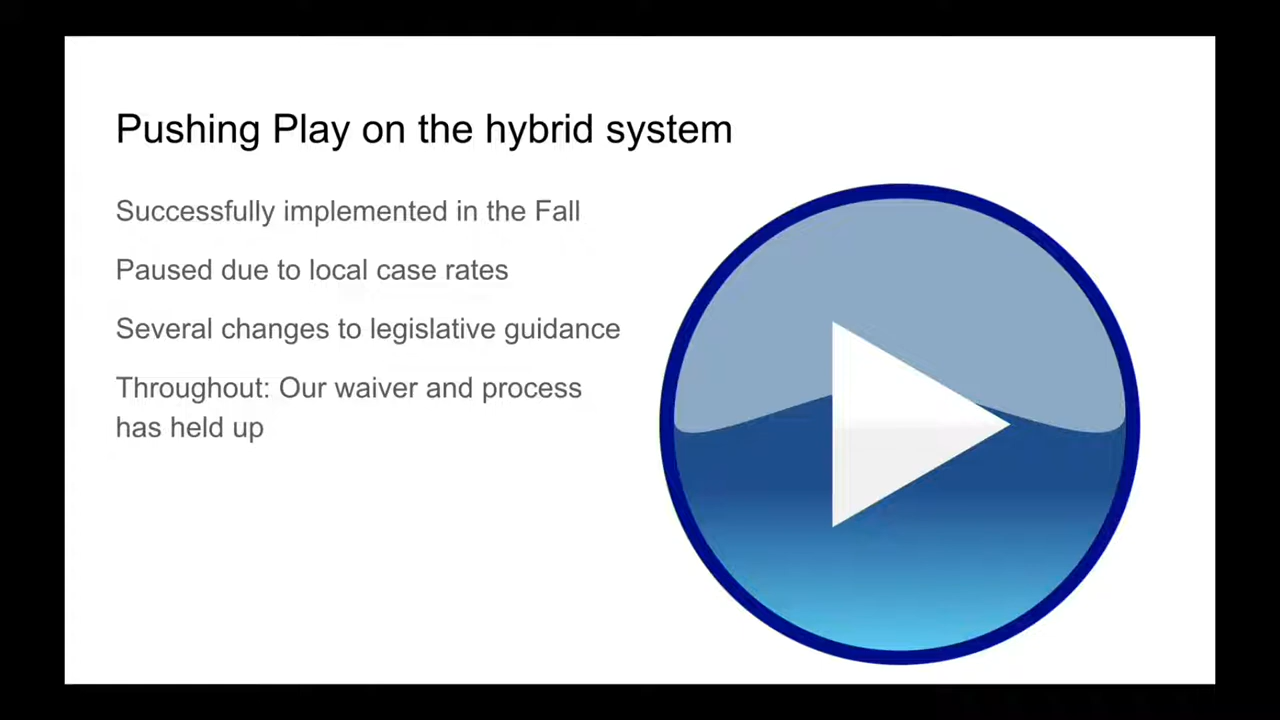 Pushing Play on the hybrid system
Successfully implemented in the Fall
Paused due to local case rates
Several changes to legislative guidance
Throughout: Our waiver and process
has held up